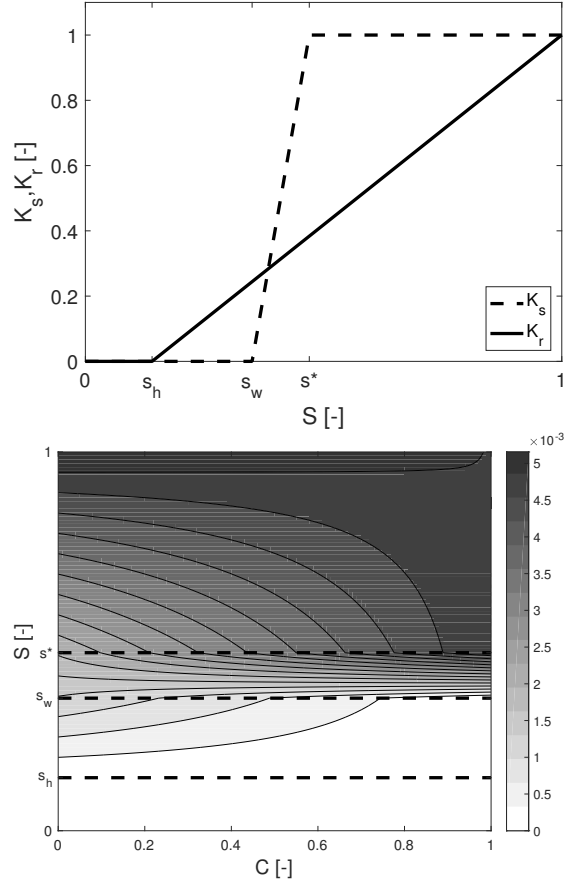 1
0.8
0.6
0.4
0.2
0
K_s,K_r [-]
0 s_h s_w s* 1
S [-]
K_s
K_r
×10⁻³
1
s*
s_w
s_h
0
S [-]
0 0.2 0.4 0.6 0.8 1
C [-]
5
4.5
4
3.5
3
2.5
2
1.5
1
0.5
0